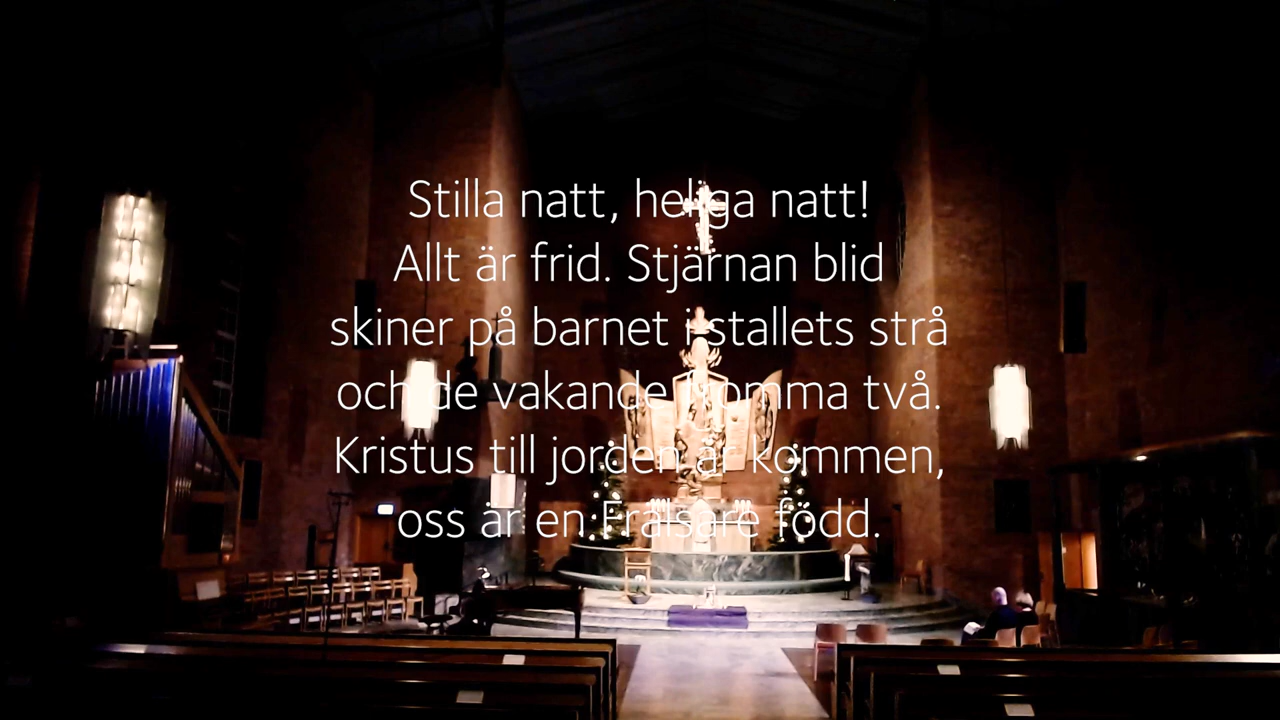 Stilla natt, heliga natt!
Allt är frid. Stjärnan blid
skiner på barnet i stallets strå
och de vakande fromma två.
Kristus till jorden är kommen,
oss är en Frälsare född.